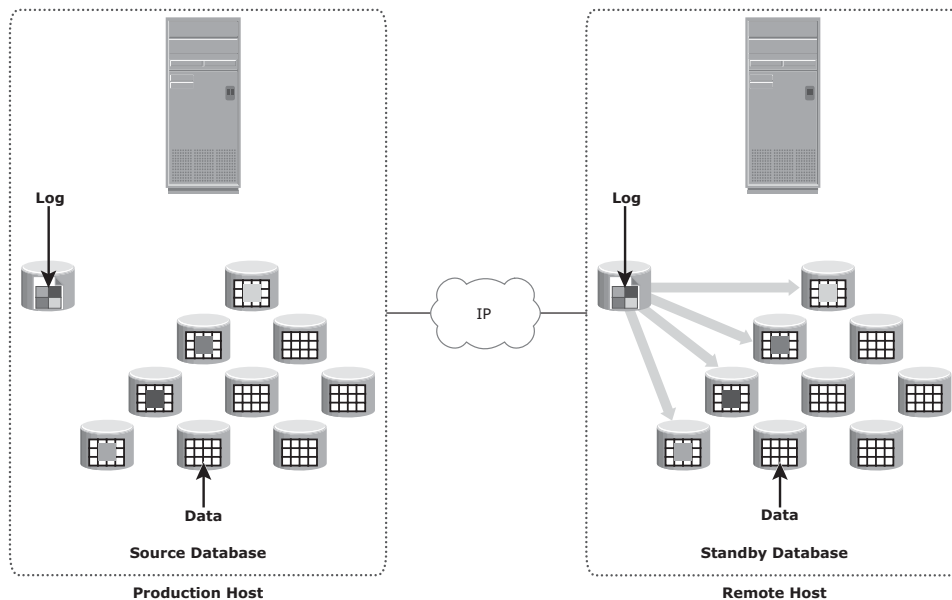 Log
Data
Source Database
Production Host
IP
Log
Data
Standby Database
Remote Host